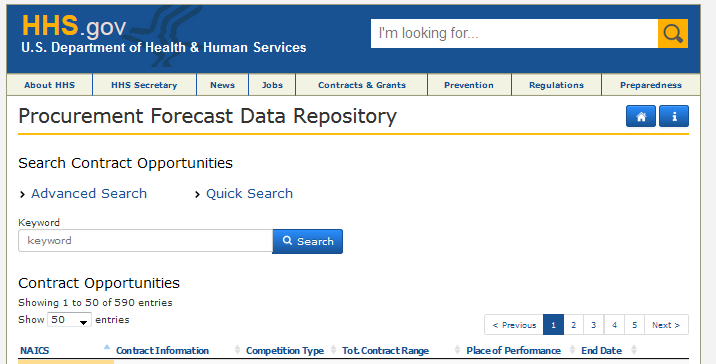 HHS.gov
U.S. Department of Health & Human Services
I'm looking for...
About HHS HHS Secretary News Jobs Contracts & Grants Prevention Regulations Preparedness
Procurement Forecast Data Repository
Search Contract Opportunities
Advanced Search Quick Search
Keyword
keyword Search
Contract Opportunities
Showing 1 to 50 of 590 entries
Show 50 entries
< Previous 1 2 3 4 5 Next >
NAICS Contract Information Competition Type Tot. Contract Range Place of Performance End Date